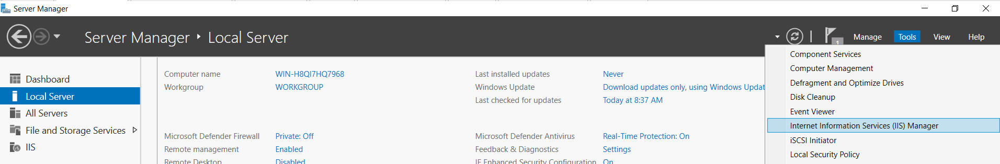 Server Manager
Server Manager ‣ Local Server
1
Manage
Tools
View
Help
Dashboard
Local Server
All Servers
File and Storage Services
IIS
Computer name WIN-H8QI7HQ7968
Workgroup WORKGROUP
Microsoft Defender Firewall Private: Off
Remote management Enabled
Remote Desktop Disabled
Last installed updates Never
Windows Update Download updates only, using Windows Updat
Last checked for updates Today at 8:37 AM
Microsoft Defender Antivirus Real-Time Protection: On
Feedback & Diagnostics Settings
IE Enhanced Security Configuration On
Component Services
Computer Management
Defragment and Optimize Drives
Disk Cleanup
Event Viewer
Internet Information Services (IIS) Manager
iSCSI Initiator
Local Security Policy